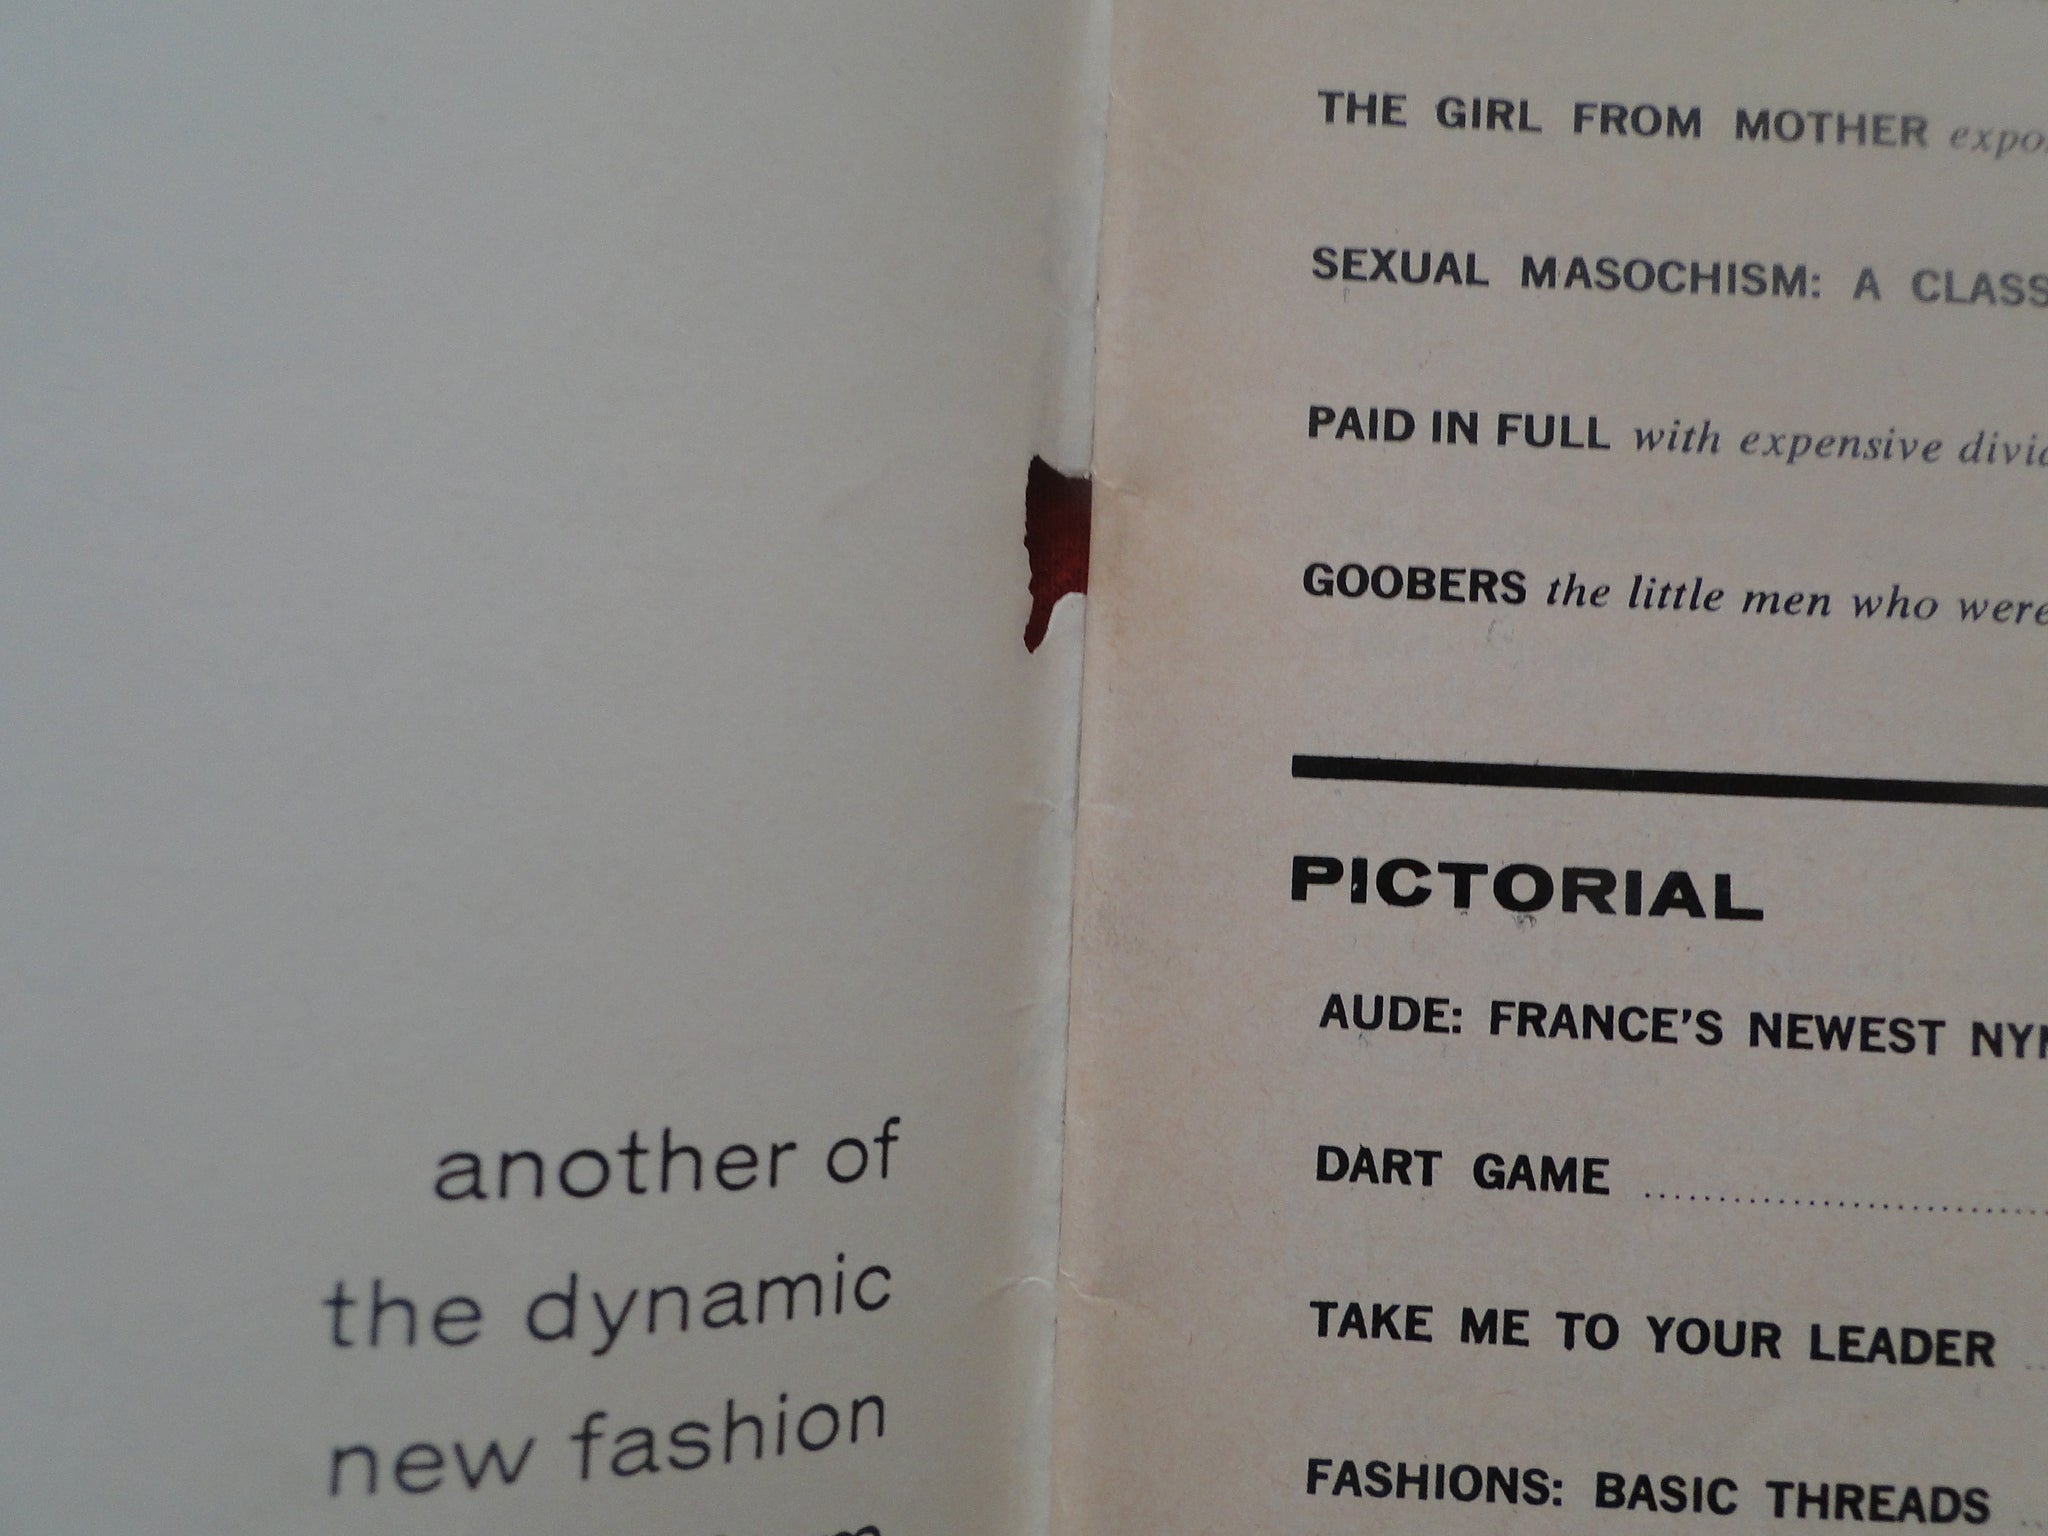 another of
the dynamic
new fashion
THE GIRL FROM MOTHER
SEXUAL MASOCHISM: A
PAID IN FULL with expensive
GOOBERS the little men who were
PICTORIAL
AUDE: FRANCE'S NEWEST
DART GAME
TAKE ME TO YOUR LEADER
FASHIONS: BASIC THREADS